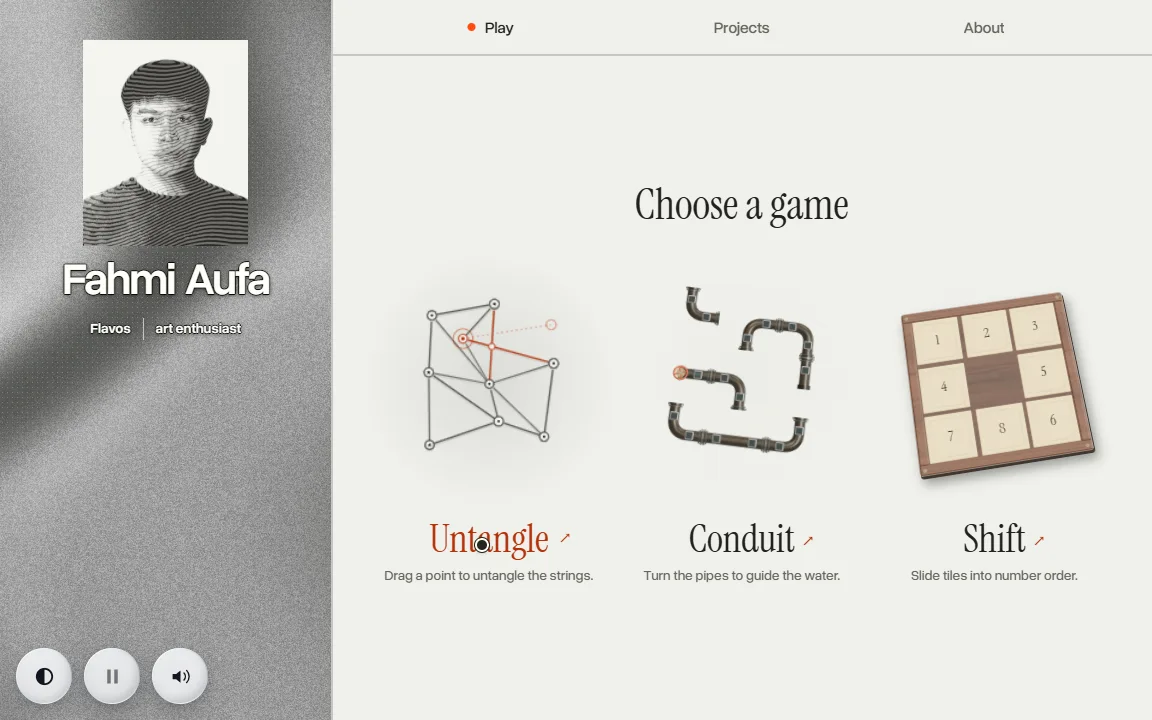 Play
Projects
About
Fahmi Aufa
Flavos
art enthusiast
Choose a game
1 2 3
4 5
7 8 6
Untangle ↗
Drag a point to untangle the strings.
Conduit ↗
Turn the pipes to guide the water.
Shift ↗
Slide tiles into number order.